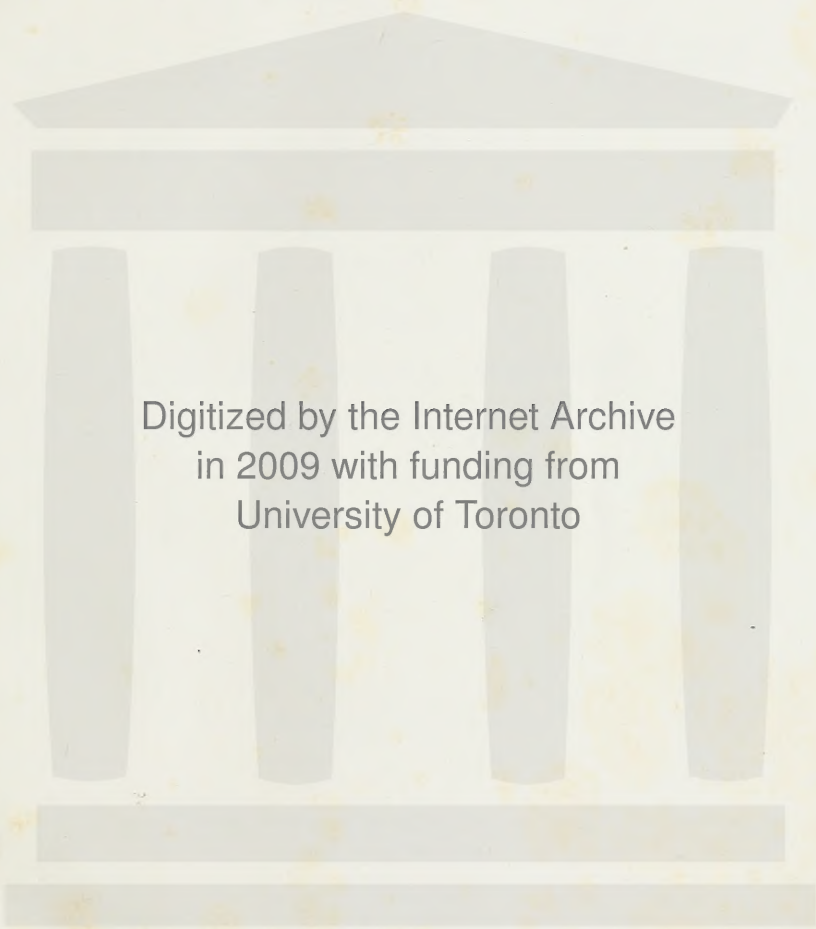 Digitized by the Internet Archive
in 2009 with funding from
University of Toronto